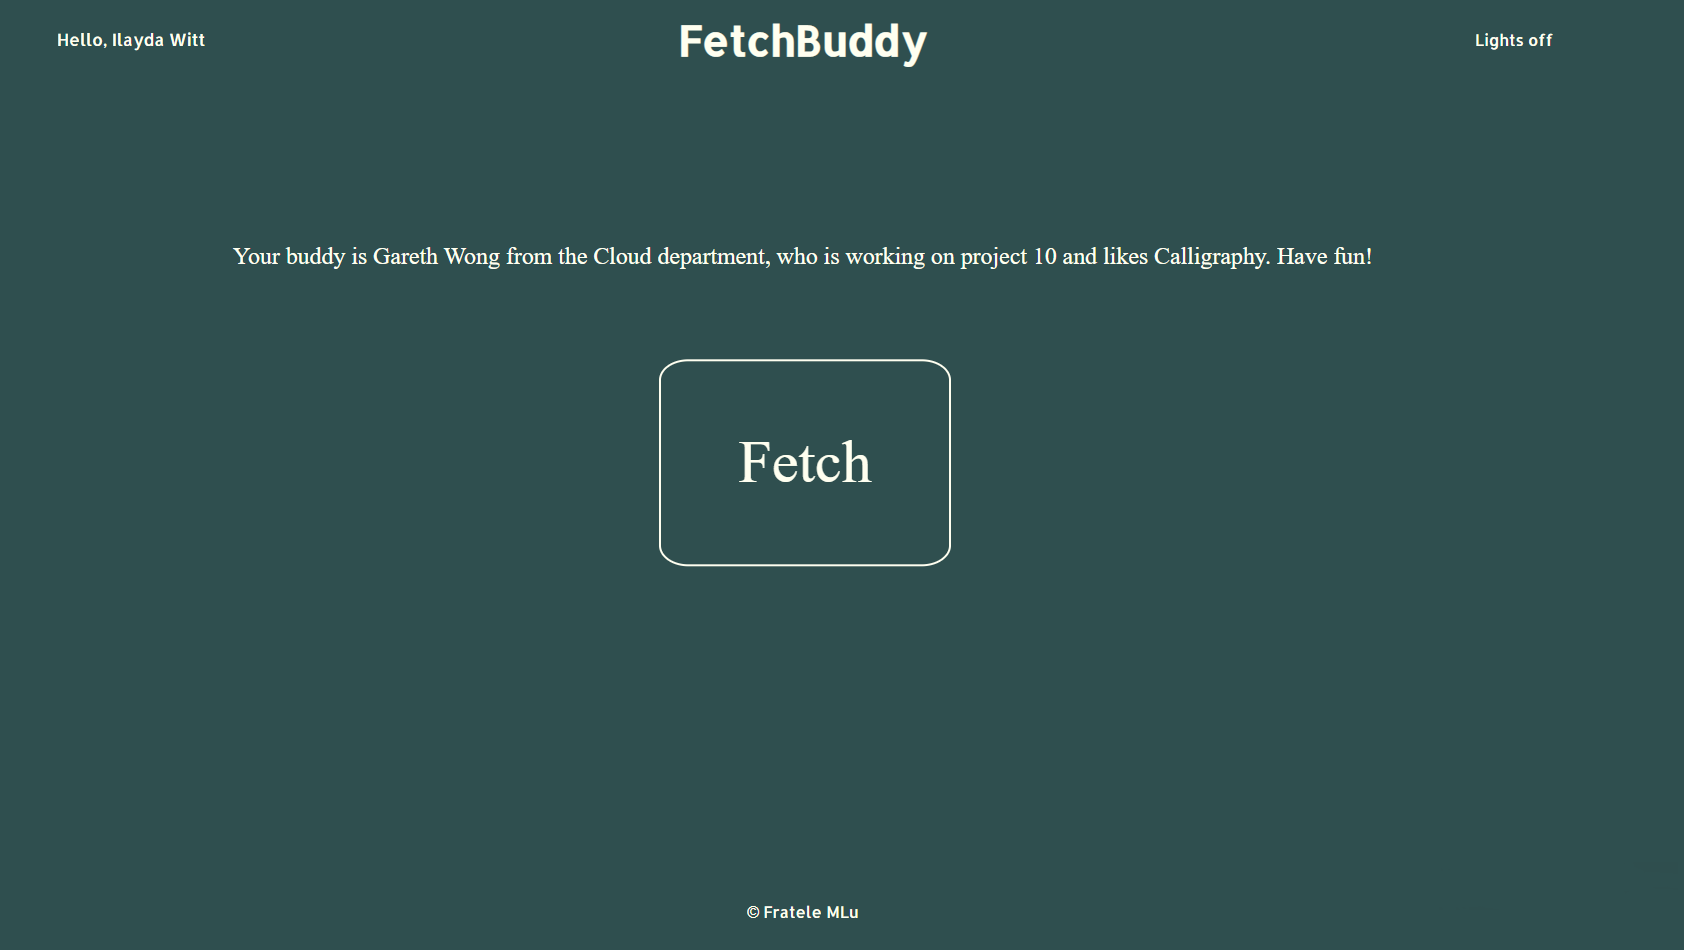 Hello, Ilayda Witt
FetchBuddy
Lights off
Your buddy is Gareth Wong from the Cloud department, who is working on project 10 and likes Calligraphy. Have fun!
Fetch
© Fratele MLu